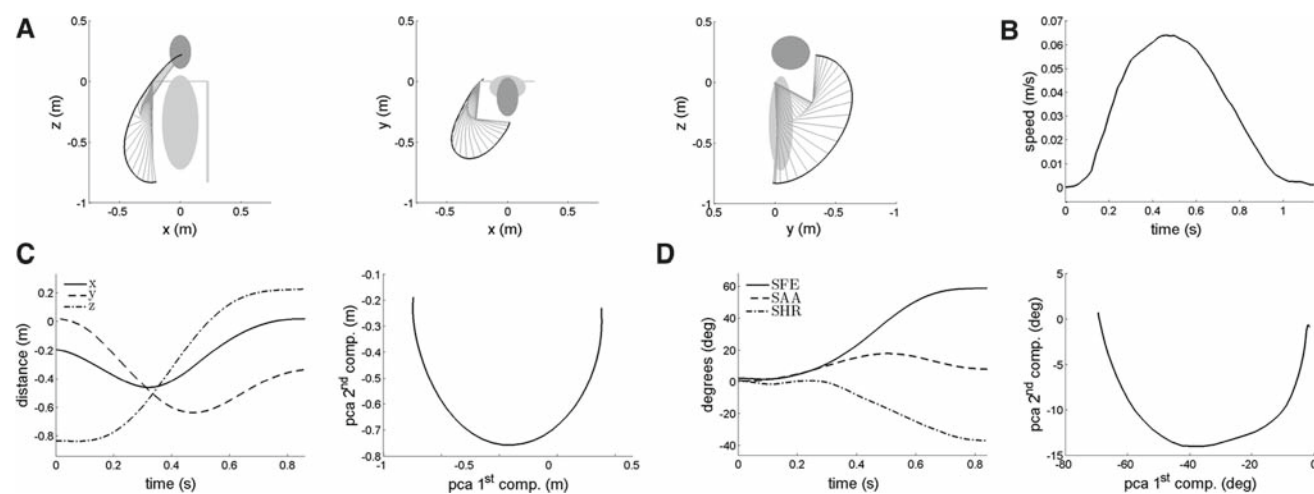 A
0.5
0
-0.5
-1
z (m)
-0.5 0 0.5
x (m)
0.5
0
-0.5
-1
y (m)
-0.5 0 0.5
x (m)
0.5
0
-0.5
-1
z (m)
0.5 0 -0.5 -1
y (m)
B
0.07
0.06
0.05
0.04
0.03
0.02
0.01
0
speed (m/s)
0 0.2 0.4 0.6 0.8 1
time (s)
C
x
y
z
0.2
0
-0.2
-0.4
-0.6
-0.8
distance (m)
0 0.2 0.4 0.6 0.8
time (s)
-0.1
-0.2
-0.3
-0.4
-0.5
-0.6
-0.7
-0.8
pca 2nd comp. (m)
-1 -0.5 0 0.5
pca 1st comp. (m)
D
SFE
SAA
SHR
60
40
20
0
-20
-40
degrees (deg)
0 0.2 0.4 0.6 0.8
time (s)
5
0
-5
-10
-15
pca 2nd comp. (deg)
-80 -60 -40 -20 0
pca 1st comp. (deg)